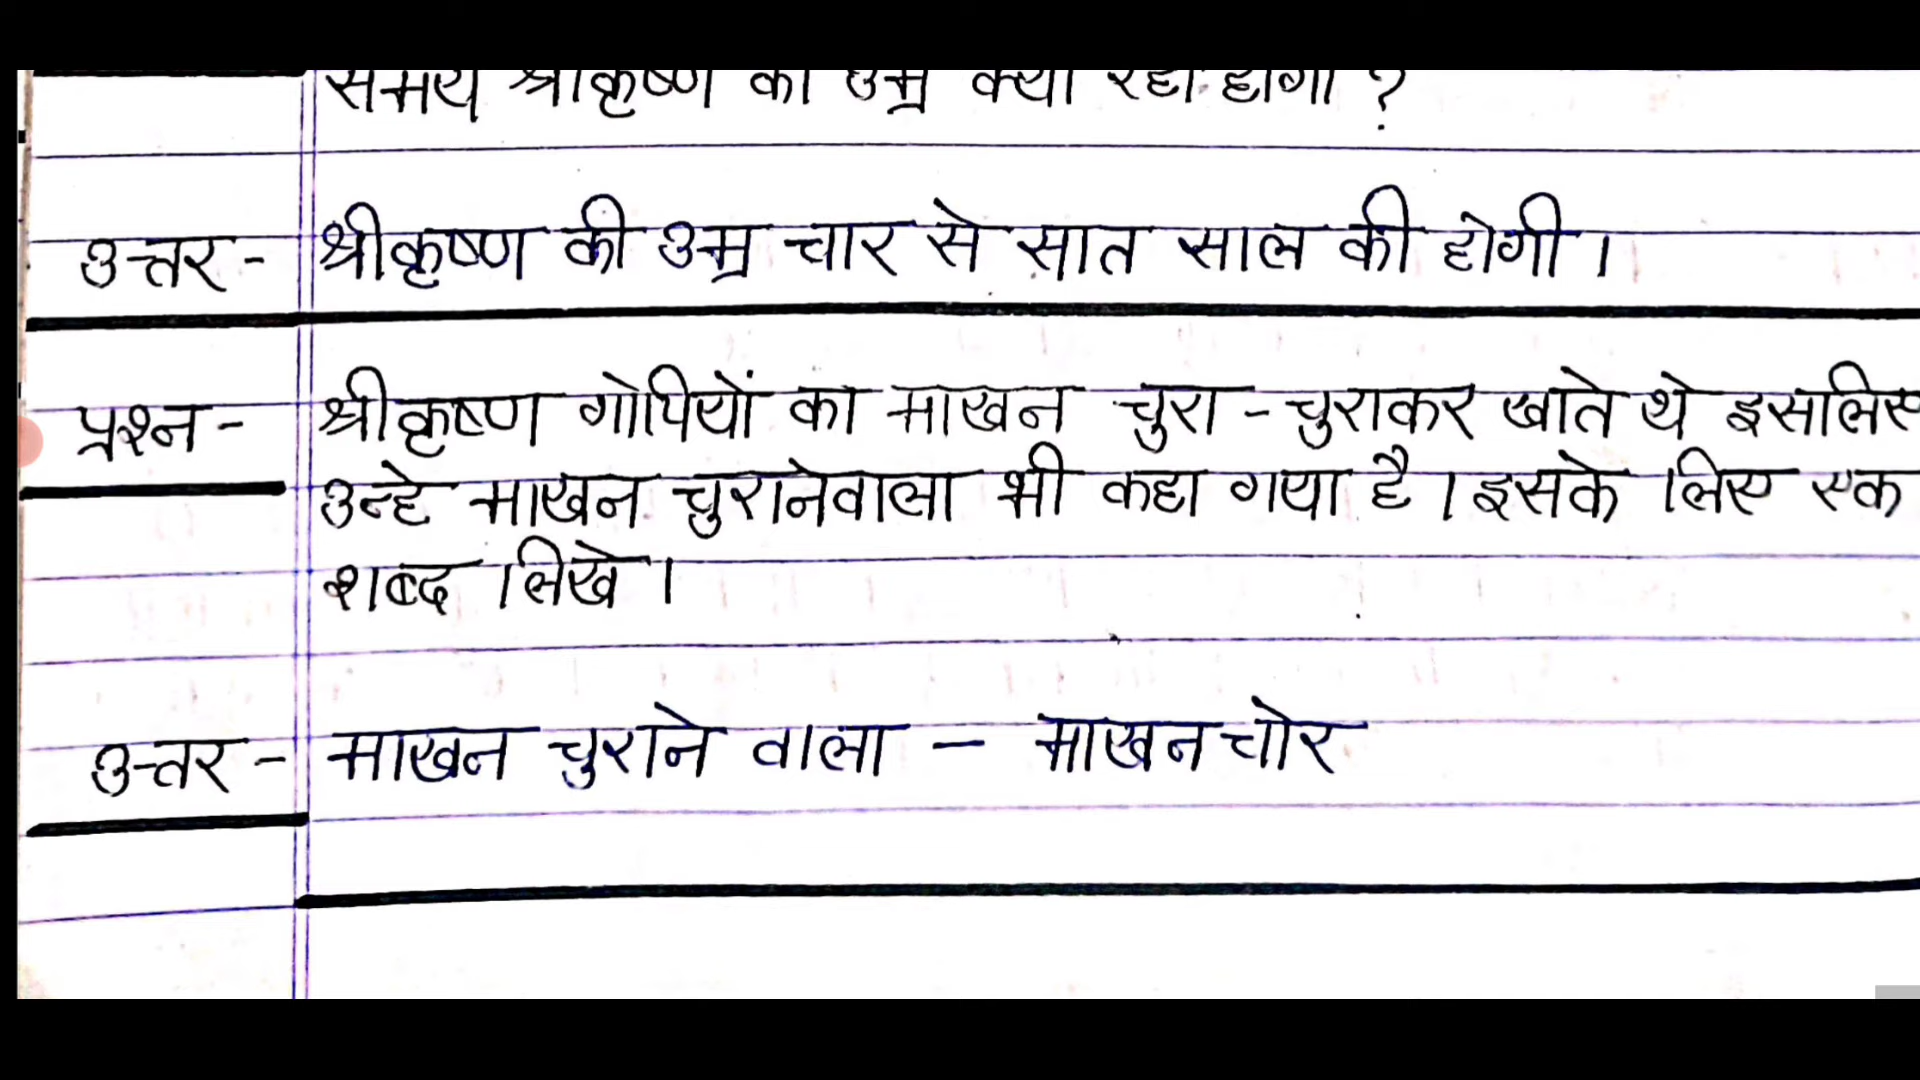 समय श्रीकृष्ण की उम्र क्या रही होगी ?
उत्तर - श्रीकृष्ण की उम्र चार से सात साल की होगी ।
प्रश्न - श्रीकृष्ण गोपियों का माखन चुरा - चुराकर खाते थे इसलिए
उन्हे माखन चुरानेवाला भी कहा गया है । इसके लिए एक
शब्द लिखे ।
उत्तर - माखन चुराने वाला – माखनचोर